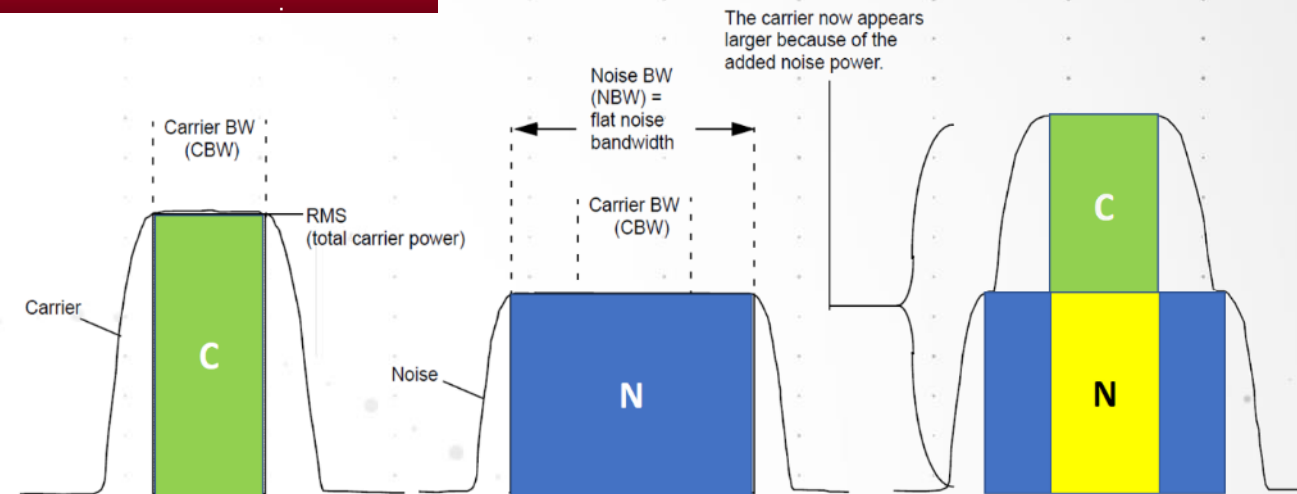 Carrier BW
(CBW)
RMS
(total carrier power)
Carrier
C
Noise BW
(NBW) =
flat noise
bandwidth
Carrier BW
(CBW)
Noise
N
The carrier now appears
larger because of the
added noise power.
C
N